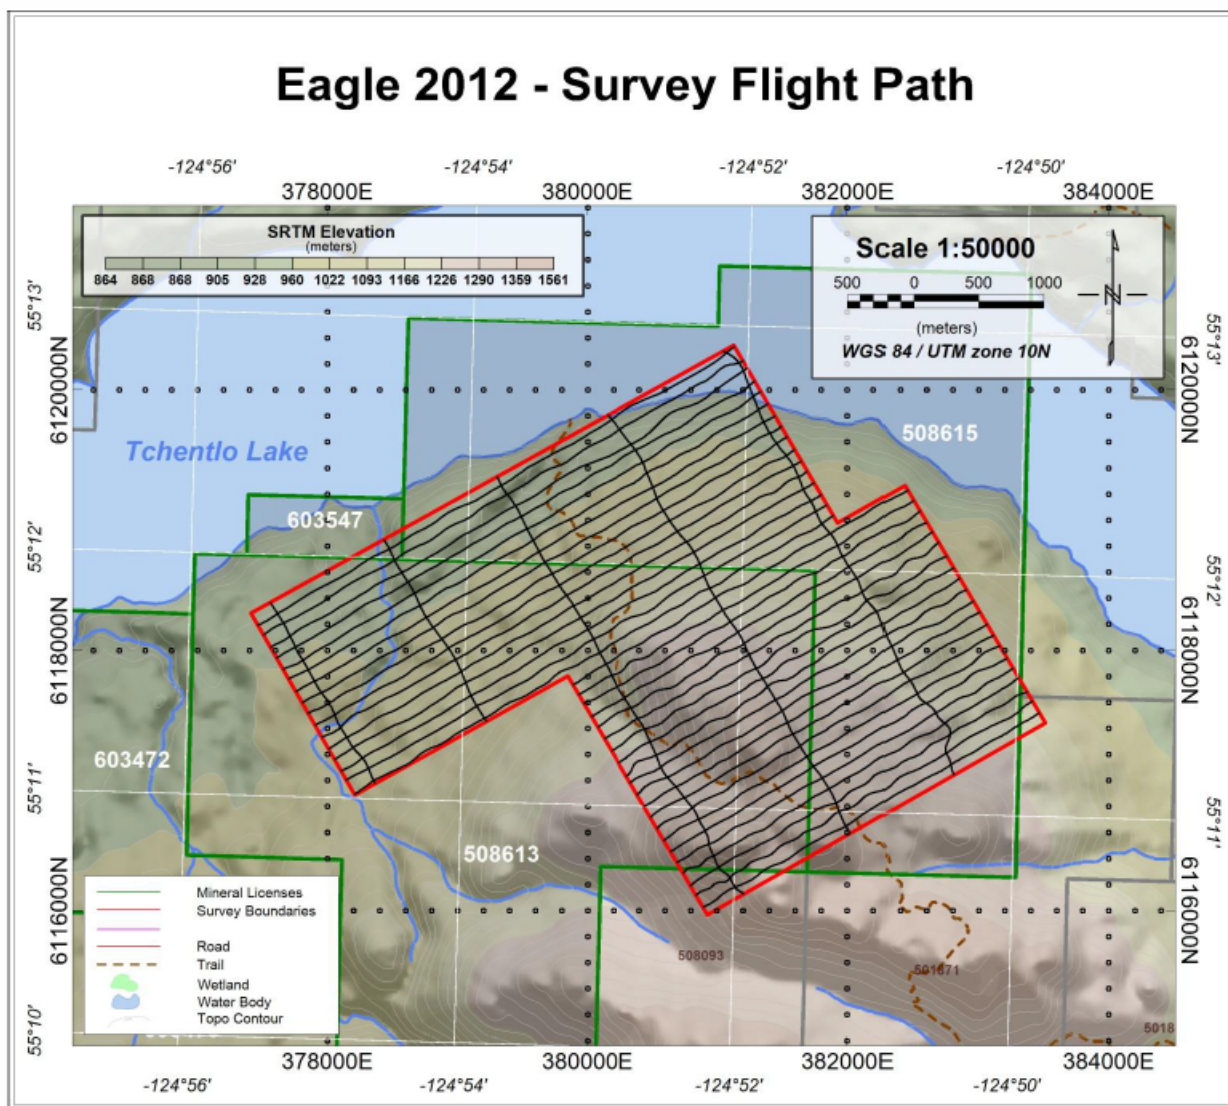 Eagle 2012 - Survey Flight Path
-124°56' -124°54' -124°52' -124°50'
378000E 380000E 382000E 384000E
SRTM Elevation
(meters)
864 868 868 905 928 960 1022 1093 1166 1226 1290 1359 1561
Scale 1:50000
500 0 500 1000
(meters)
WGS 84 / UTM zone 10N
N
55°13'
55°13'
6120000N
6120000N
Tchentlo Lake
508615
603547
55°12'
55°12'
6118000N
6118000N
603472
55°11'
55°11'
508613
6116000N
6116000N
508093
501671
5018
Mineral Licenses
Survey Boundaries
Road
Trail
Wetland
Water Body
Topo Contour
55°10'
378000E 380000E 382000E 384000E
-124°56' -124°54' -124°52' -124°50'